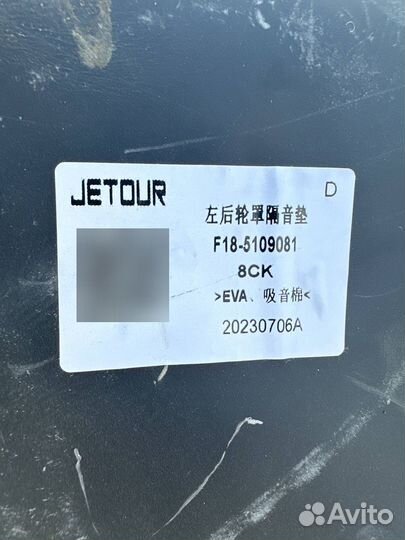 JETOUR
D
左后轮罩隔音垫
F18-5109081
8CK
>EVA、吸音棉<
20230706A
Avito